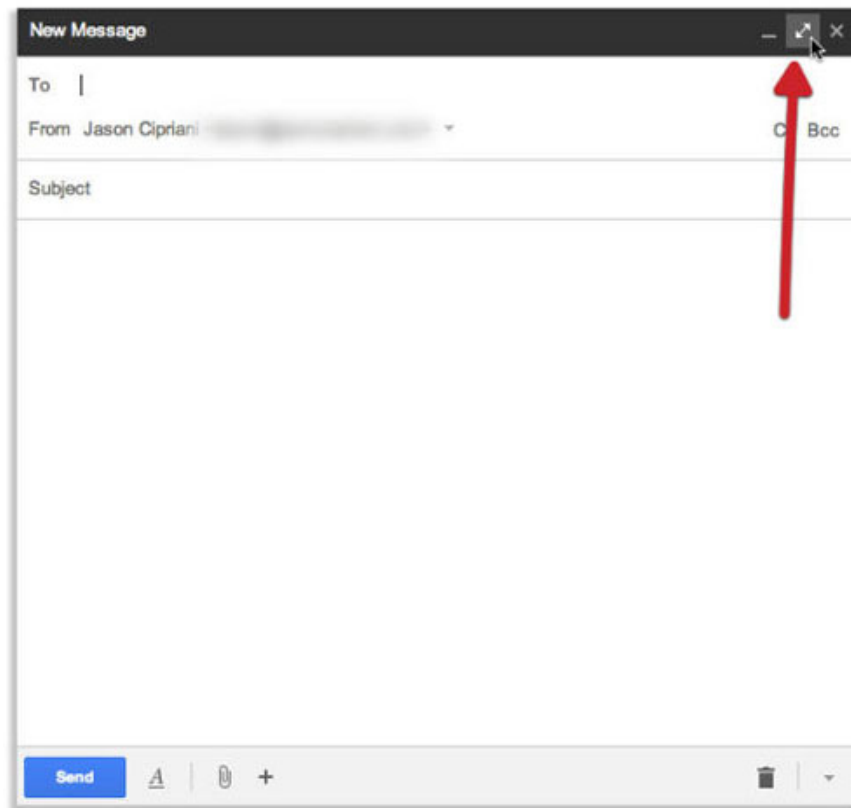 New Message
To
From Jason Cipriani
Bcc
Subject
Send A